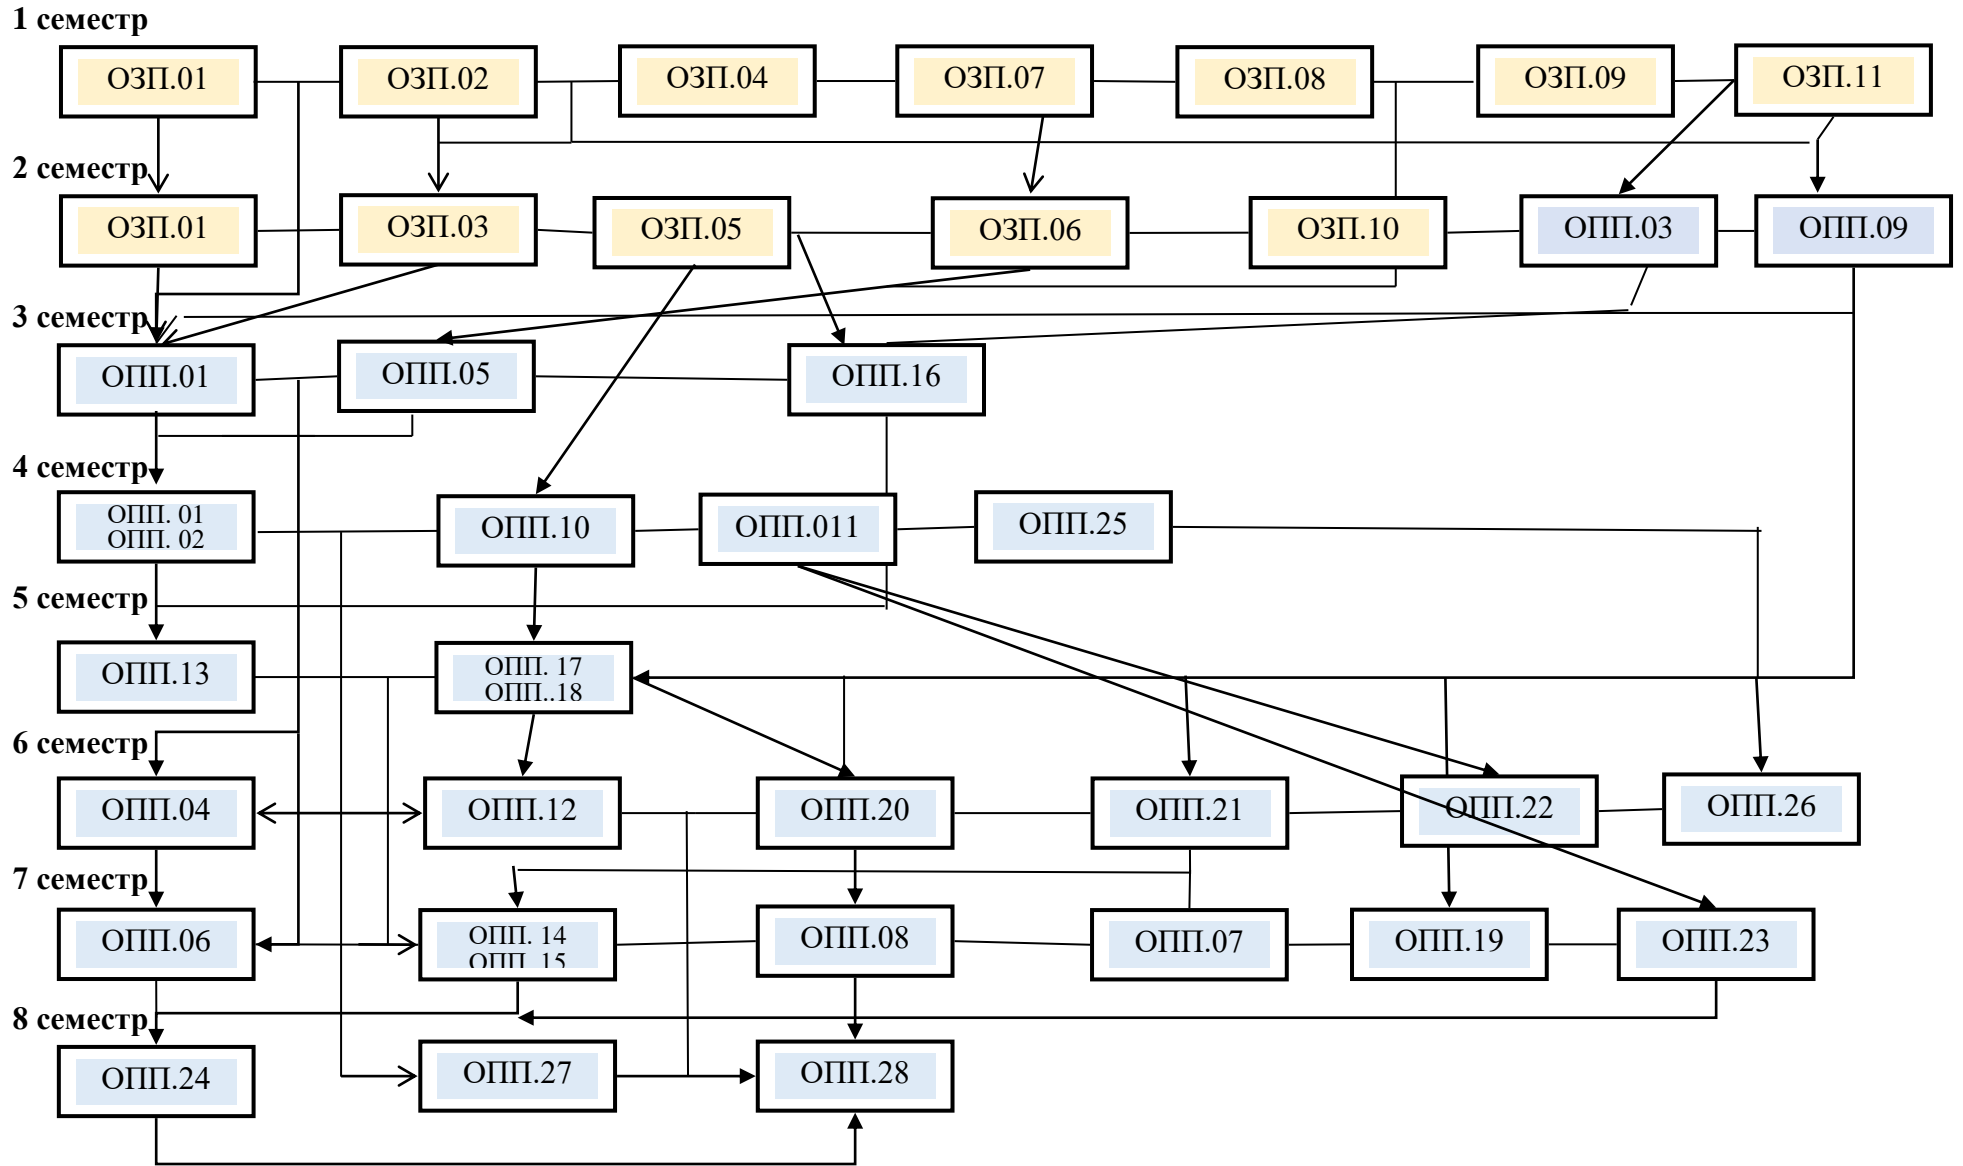 1 семестр
ОЗП.01
ОЗП.02
ОЗП.04
ОЗП.07
ОЗП.08
ОЗП.09
ОЗП.11
2 семестр
ОЗП.01
ОЗП.03
ОЗП.05
ОЗП.06
ОЗП.10
ОПП.03
ОПП.09
3 семестр
ОПП.01
ОПП.05
ОПП.16
4 семестр
ОПП. 01
ОПП. 02
ОПП.10
ОПП.011
ОПП.25
5 семестр
ОПП.13
ОПП. 17
ОПП..18
6 семестр
ОПП.04
ОПП.12
ОПП.20
ОПП.21
ОПП.22
ОПП.26
7 семестр
ОПП.06
ОПП. 14
ОПП. 15
ОПП.08
ОПП.07
ОПП.19
ОПП.23
8 семестр
ОПП.24
ОПП.27
ОПП.28